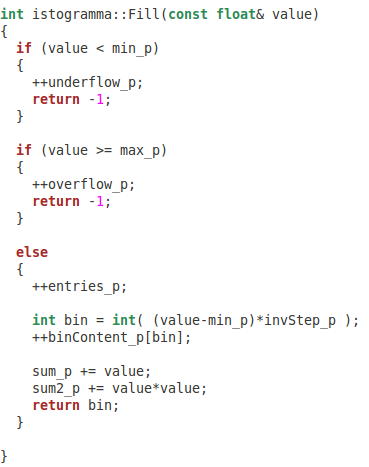 int istogramma::Fill(const float& value)
{
  if (value < min_p)
  {
    ++underflow_p;
    return -1;
  }

  if (value >= max_p)
  {
    ++overflow_p;
    return -1;
  }

  else
  {
    ++entries_p;

    int bin = int( (value-min_p)*invStep_p );
    ++binContent_p[bin];

    sum_p += value;
    sum2_p += value*value;
    return bin;
  }

}